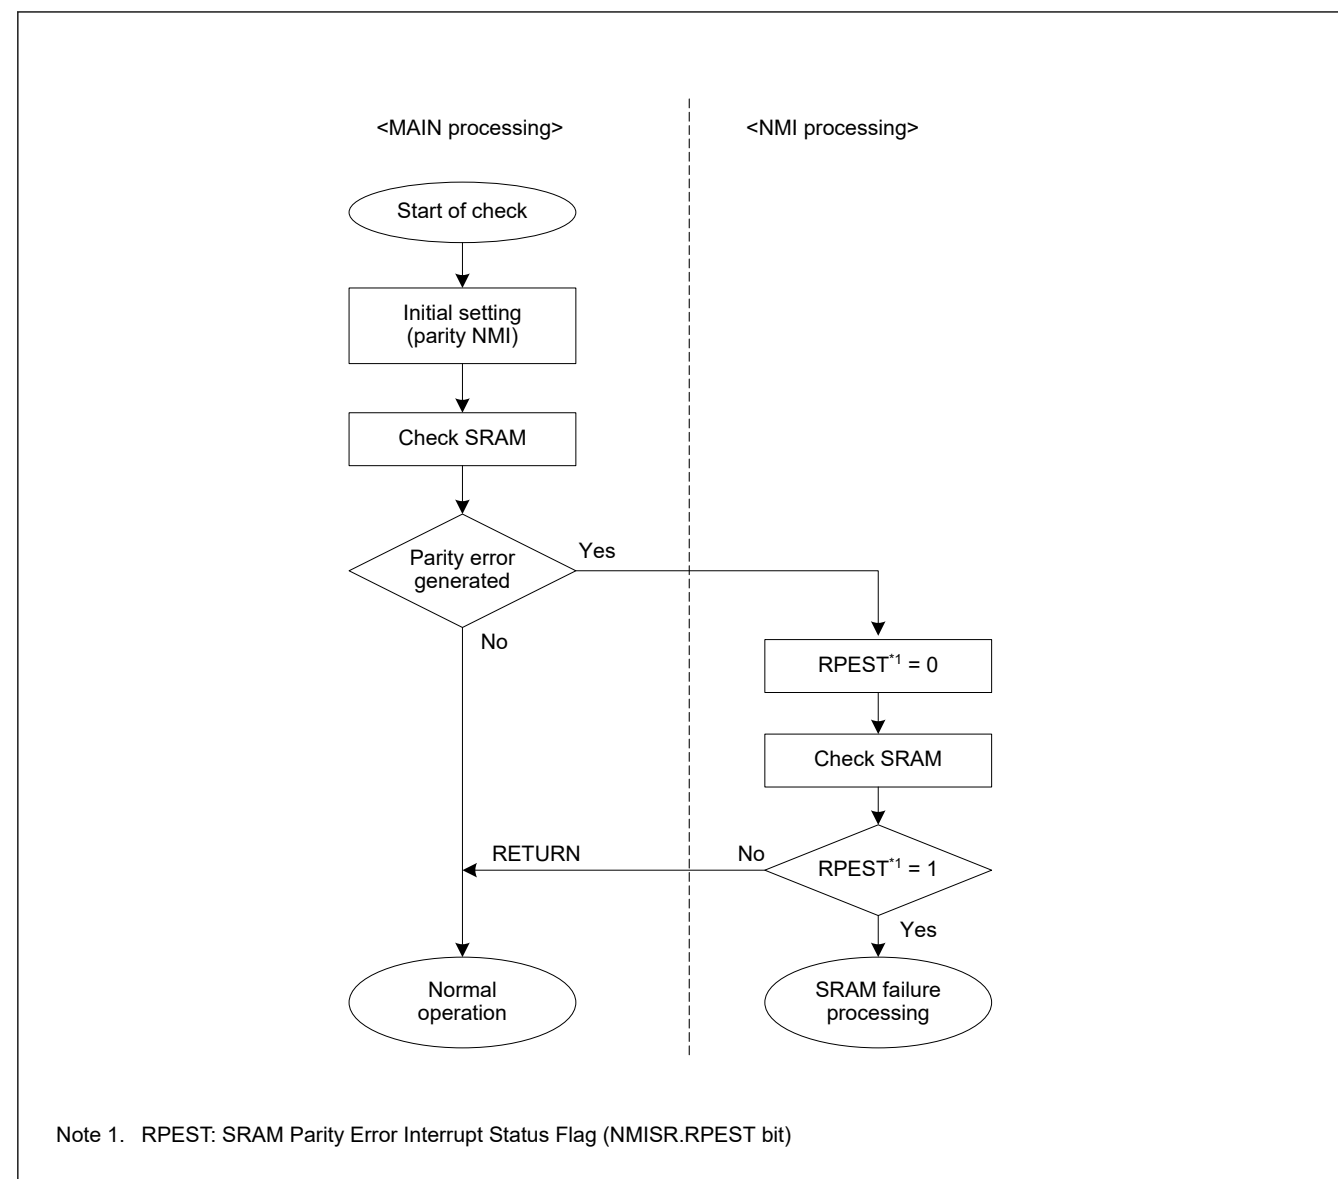 <MAIN processing>
<NMI processing>
Start of check
Initial setting
(parity NMI)
Check SRAM
Parity error
generated
Yes
No
RPEST*1 = 0
Check SRAM
RPEST*1 = 1
No
RETURN
Yes
Normal
operation
SRAM failure
processing
Note 1. RPEST: SRAM Parity Error Interrupt Status Flag (NMISR.RPEST bit)